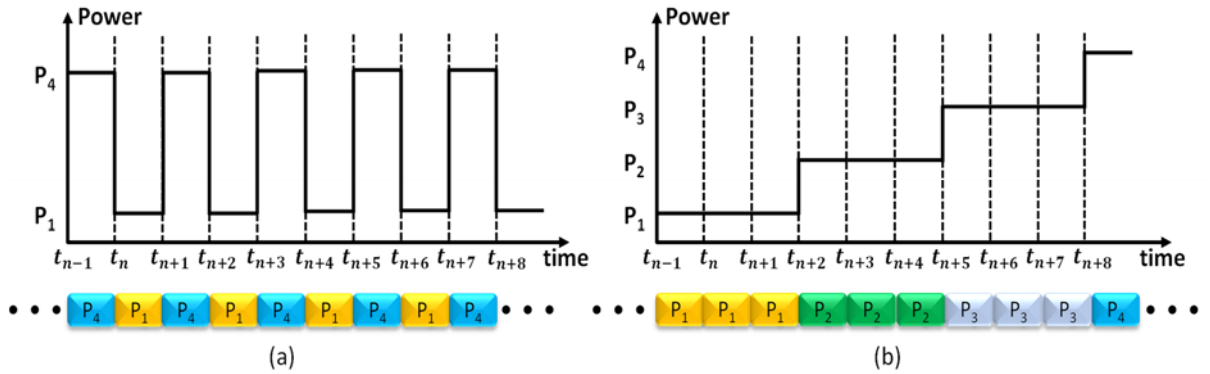 Power
P4
P1
tn−1 tn tn+1 tn+2 tn+3 tn+4 tn+5 tn+6 tn+7 tn+8 time
• • • P4 P1 P4 P1 P4 P1 P4 P1 P4 • • •
(a)
Power
P4
P3
P2
P1
tn−1 tn tn+1 tn+2 tn+3 tn+4 tn+5 tn+6 tn+7 tn+8 time
• • • P1 P1 P1 P2 P2 P2 P3 P3 P3 P4 • • •
(b)